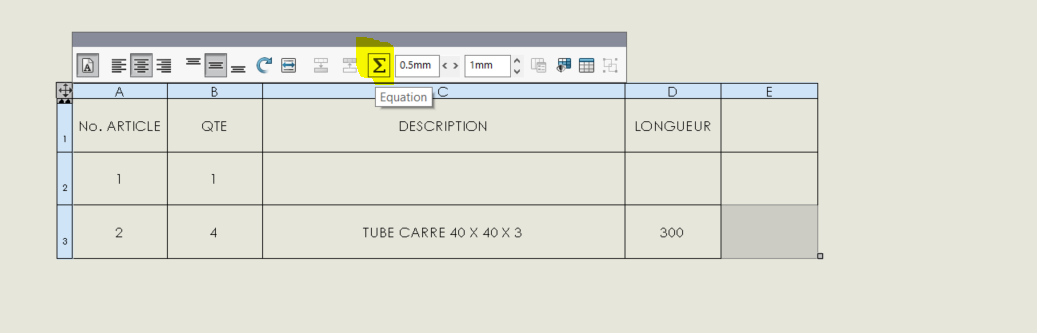 A
Σ
0.5mm
1mm
Equation
A B C D E
1 No. ARTICLE QTE DESCRIPTION LONGUEUR
2 1 1
3 2 4 TUBE CARRE 40 X 40 X 3 300